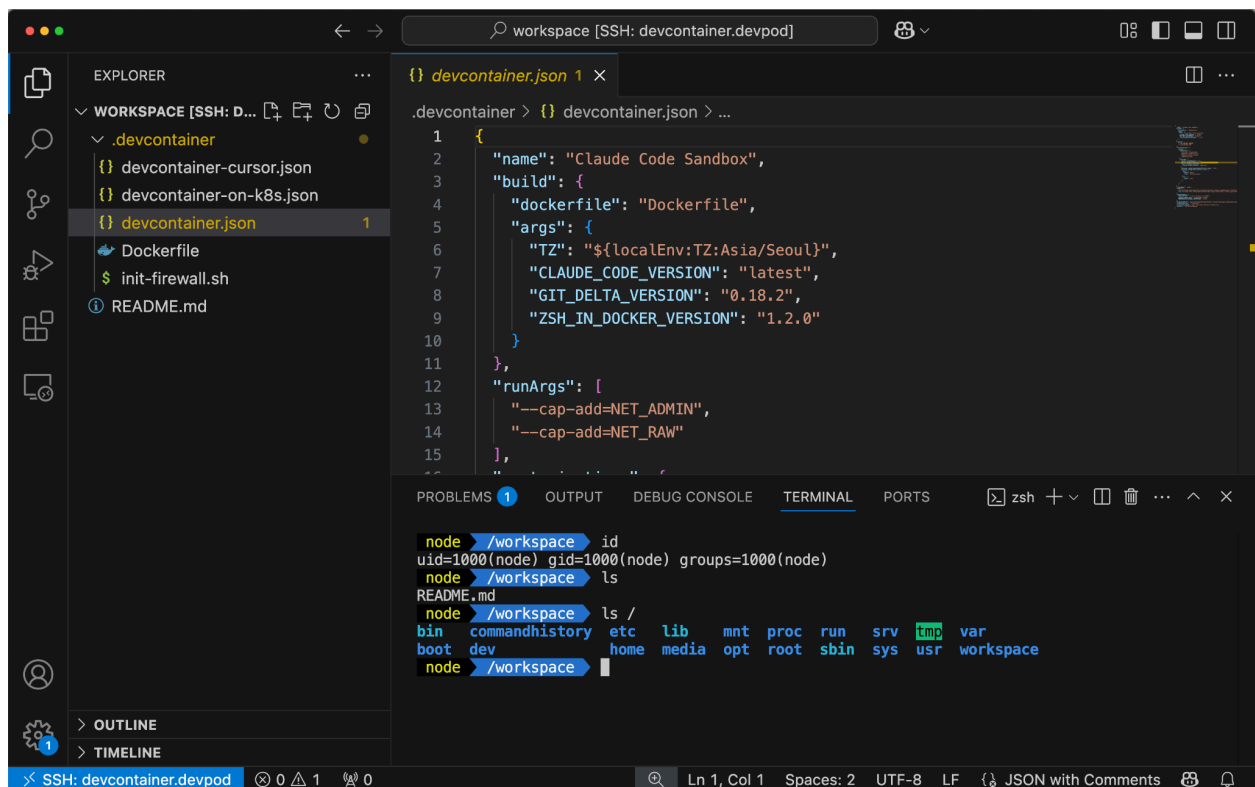 workspace [SSH: devcontainer.devpod]
EXPLORER
WORKSPACE [SSH: D...
.devcontainer
{} devcontainer-cursor.json
{} devcontainer-on-k8s.json
{} devcontainer.json 1
Dockerfile
$ init-firewall.sh
README.md
OUTLINE
TIMELINE
{} devcontainer.json 1
.devcontainer > {} devcontainer.json > ...
1 {
2 "name": "Claude Code Sandbox",
3 "build": {
4 "dockerfile": "Dockerfile",
5 "args": {
6 "TZ": "${localEnv:TZ:Asia/Seoul}",
7 "CLAUDE_CODE_VERSION": "latest",
8 "GIT_DELTA_VERSION": "0.18.2",
9 "ZSH_IN_DOCKER_VERSION": "1.2.0"
10 }
11 },
12 "runArgs": [
13 "--cap-add=NET_ADMIN",
14 "--cap-add=NET_RAW"
15 ],
PROBLEMS 1 OUTPUT DEBUG CONSOLE TERMINAL PORTS zsh
node /workspace id
uid=1000(node) gid=1000(node) groups=1000(node)
node /workspace ls
README.md
node /workspace ls /
bin commandhistory etc lib mnt proc run srv tmp var
boot dev home media opt root sbin sys usr workspace
node /workspace
1
SSH: devcontainer.devpod 0 1 0 Ln 1, Col 1 Spaces: 2 UTF-8 LF {} JSON with Comments